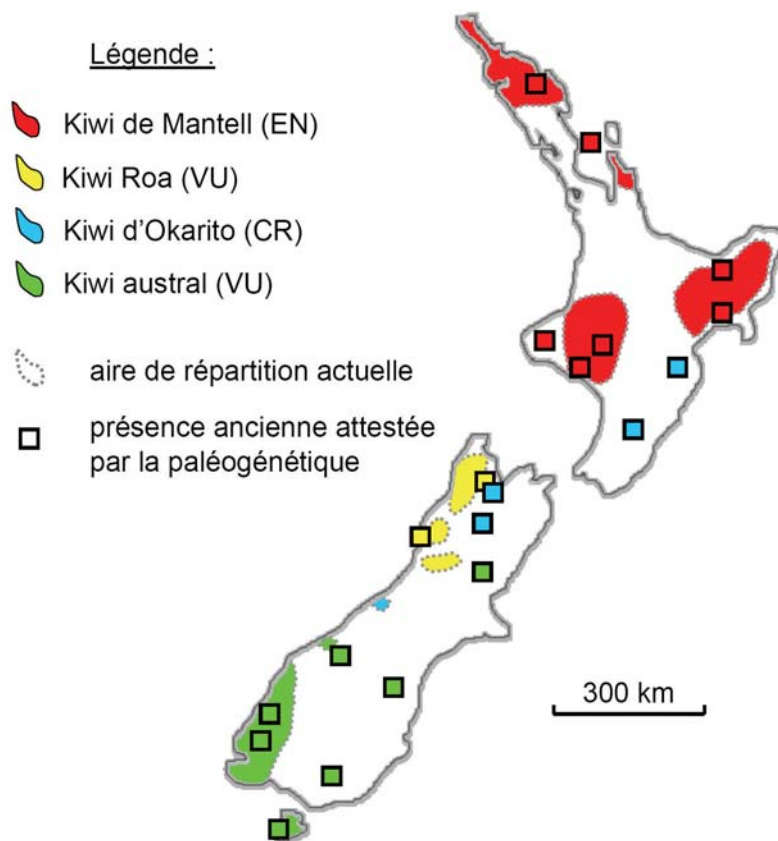 Légende :
Kiwi de Mantell (EN)
Kiwi Roa (VU)
Kiwi d'Okarito (CR)
Kiwi austral (VU)
aire de répartition actuelle
présence ancienne attestée
par la paléogénétique
300 km